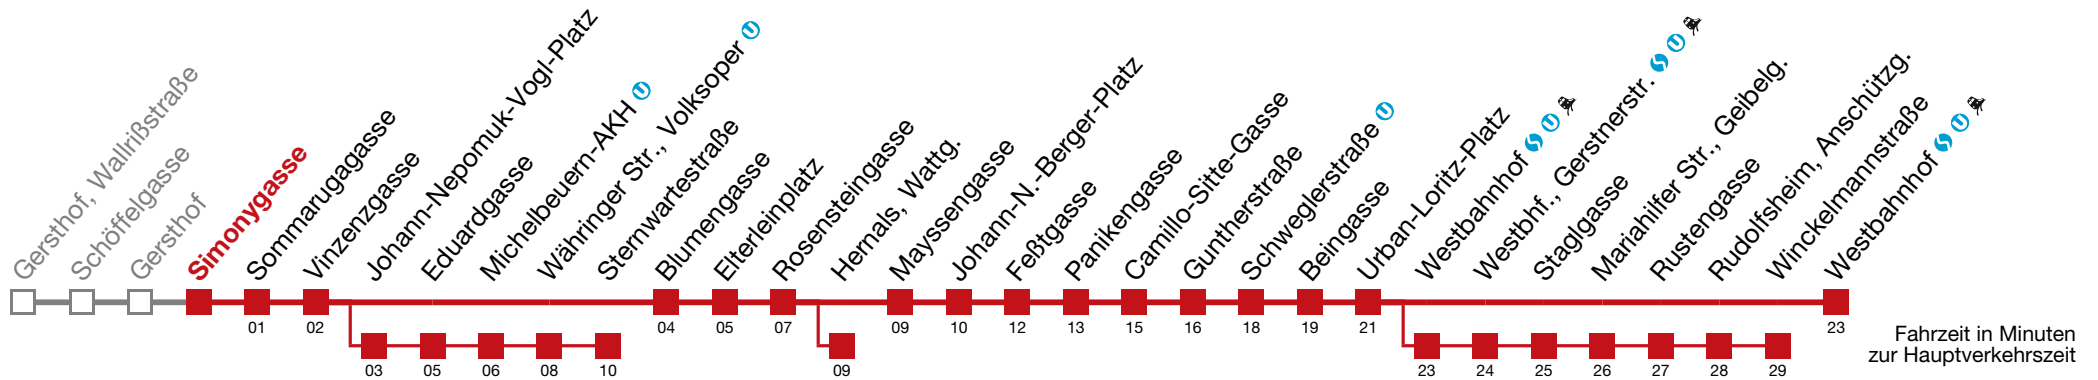 Gersthof, Wallrißstraße
Schöffelgasse
Gersthof
Simonygasse
Sommarugagasse
Vinzenzgasse
Johann-Nepomuk-Vogl-Platz
Eduardgasse
Michelbeuern-AKH U
Währinger Str., Volksoper U
Sternwartestraße
Blumengasse
Elterleinplatz
Rosensteingasse
Hernals, Wattg.
Mayssengasse
Johann-N.-Berger-Platz
Feßtgasse
Panikengasse
Camillo-Sitte-Gasse
Guntherstraße
Schweglerstraße U
Beingasse
Urban-Loritz-Platz
Westbahnhof S U
Westbhf., Gerstnerstr. S U
Staglgasse
Mariahilfer Str., Geibelg.
Rustengasse
Rudolfsheim, Anschützg.
Winckelmannstraße
Westbahnhof S U
01 02 04 05 07 09 10 12 13 15 16 18 19 21 23
03 05 06 08 10 09 23 24 25 26 27 28 29
Fahrzeit in Minuten
zur Hauptverkehrszeit